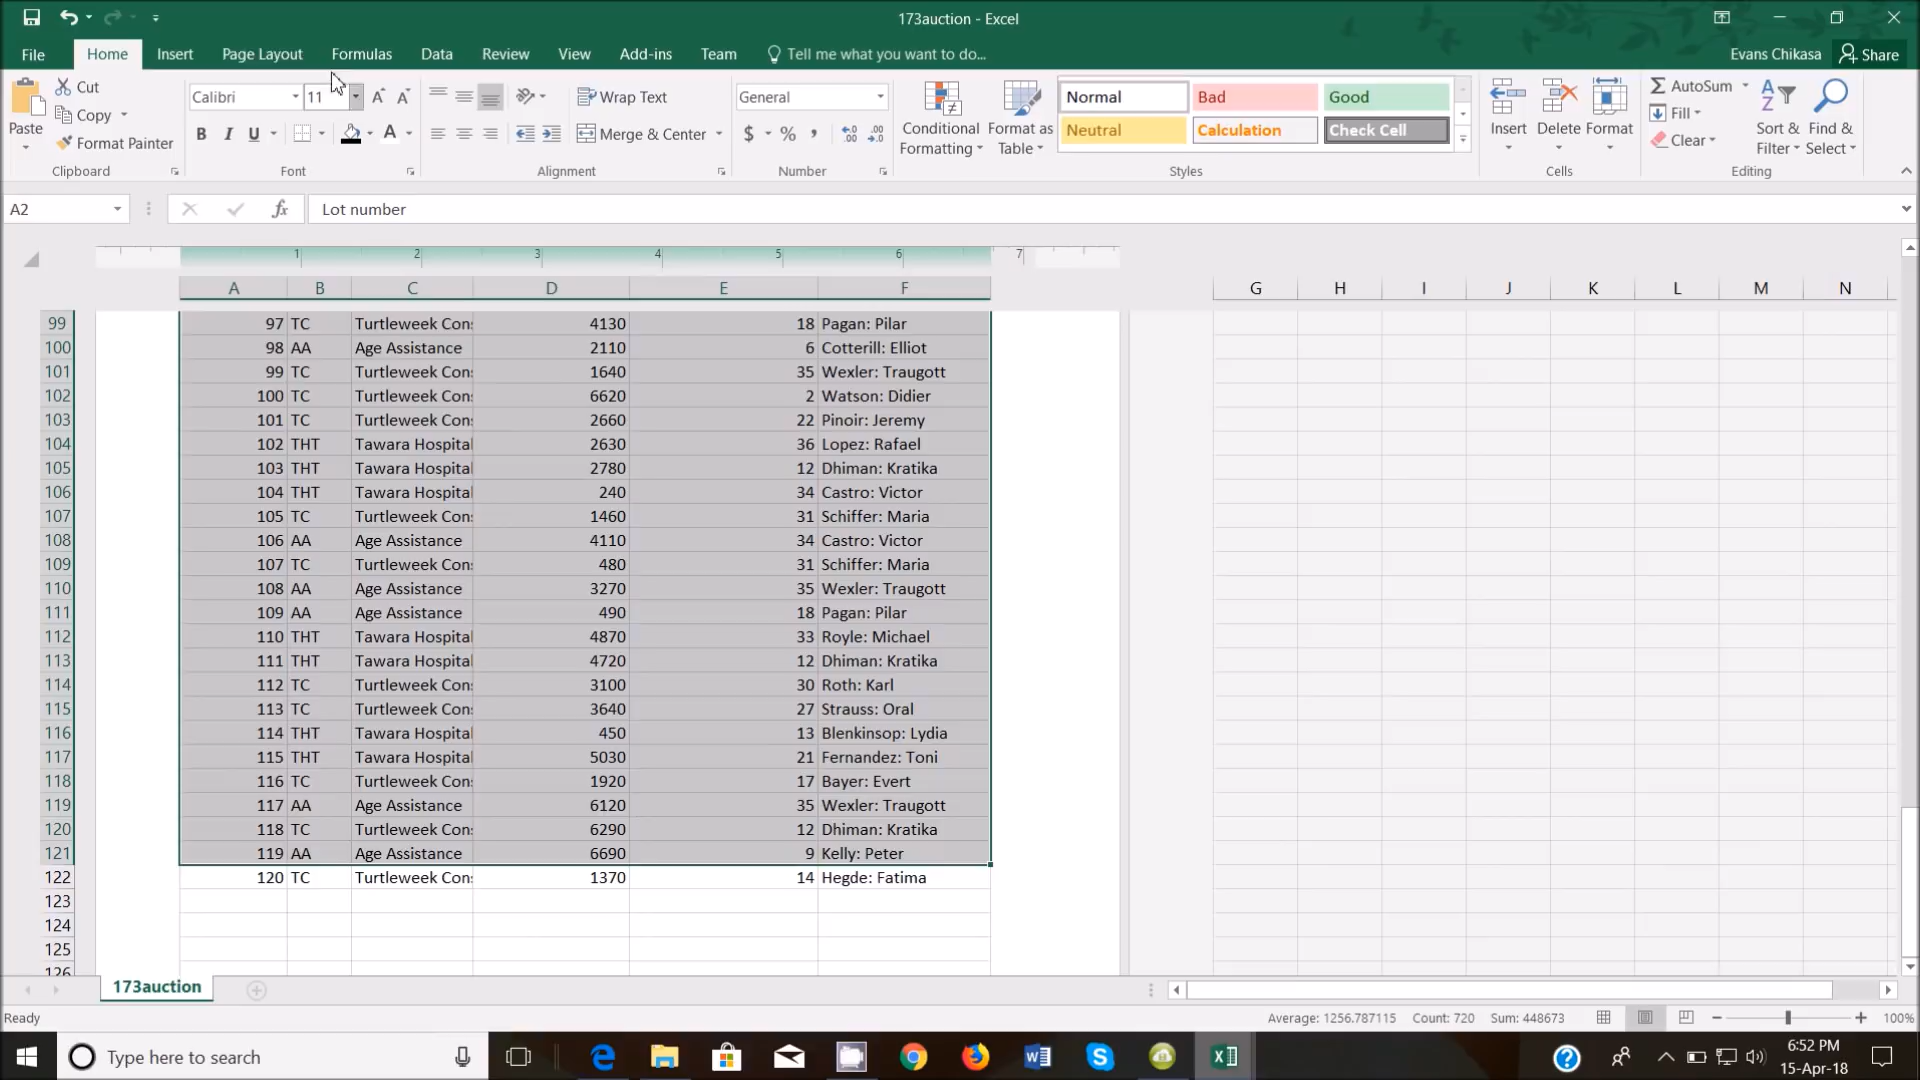 173auction - Excel
File Home Insert Page Layout Formulas Data Review View Add-ins Team Tell me what you want to do... Evans Chikasa Share
Paste Cut Copy Format Painter Clipboard
Calibri 11 B I U A Font
Wrap Text Merge & Center Alignment
General $ % , Number
Conditional Formatting Format as Table
Normal Bad Good
Neutral Calculation Check Cell
Styles
Insert Delete Format Cells
AutoSum Fill Clear Sort & Filter Find & Select Editing
A2 fx Lot number
1 2 3 4 5 6 7
A B C D E F G H I J K L M N
99 97 TC Turtleweek Con 4130 18 Pagan: Pilar
100 98 AA Age Assistance 2110 6 Cotterill: Elliot
101 99 TC Turtleweek Con 1640 35 Wexler: Traugott
102 100 TC Turtleweek Con 6620 2 Watson: Didier
103 101 TC Turtleweek Con 2660 22 Pinoir: Jeremy
104 102 THT Tawara Hospital 2630 36 Lopez: Rafael
105 103 THT Tawara Hospital 2780 12 Dhiman: Kratika
106 104 THT Tawara Hospital 240 34 Castro: Victor
107 105 TC Turtleweek Con 1460 31 Schiffer: Maria
108 106 AA Age Assistance 4110 34 Castro: Victor
109 107 TC Turtleweek Con 480 31 Schiffer: Maria
110 108 AA Age Assistance 3270 35 Wexler: Traugott
111 109 AA Age Assistance 490 18 Pagan: Pilar
112 110 THT Tawara Hospital 4870 33 Royle: Michael
113 111 THT Tawara Hospital 4720 12 Dhiman: Kratika
114 112 TC Turtleweek Con 3100 30 Roth: Karl
115 113 TC Turtleweek Con 3640 27 Strauss: Oral
116 114 THT Tawara Hospital 450 13 Blenkinsop: Lydia
117 115 THT Tawara Hospital 5030 21 Fernandez: Toni
118 116 TC Turtleweek Con 1920 17 Bayer: Evert
119 117 AA Age Assistance 6120 35 Wexler: Traugott
120 118 TC Turtleweek Con 6290 12 Dhiman: Kratika
121 119 AA Age Assistance 6690 9 Kelly: Peter
122 120 TC Turtleweek Con 1370 14 Hegde: Fatima
123
124
125
126
173auction
Ready Average: 1256.787115 Count: 720 Sum: 448673 100%
Type here to search 6:52 PM
15-Apr-18